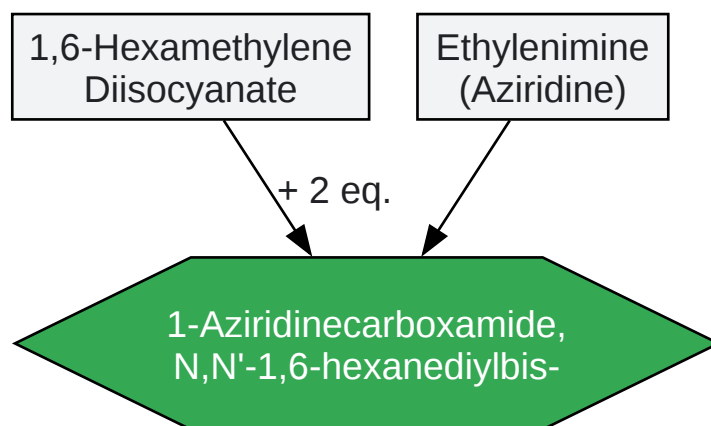 1,6-Hexamethylene
Diisocyanate
Ethylenimine
(Aziridine)
+ 2 eq.
1-Aziridinecarboxamide,
N,N'-1,6-hexanediylbis-